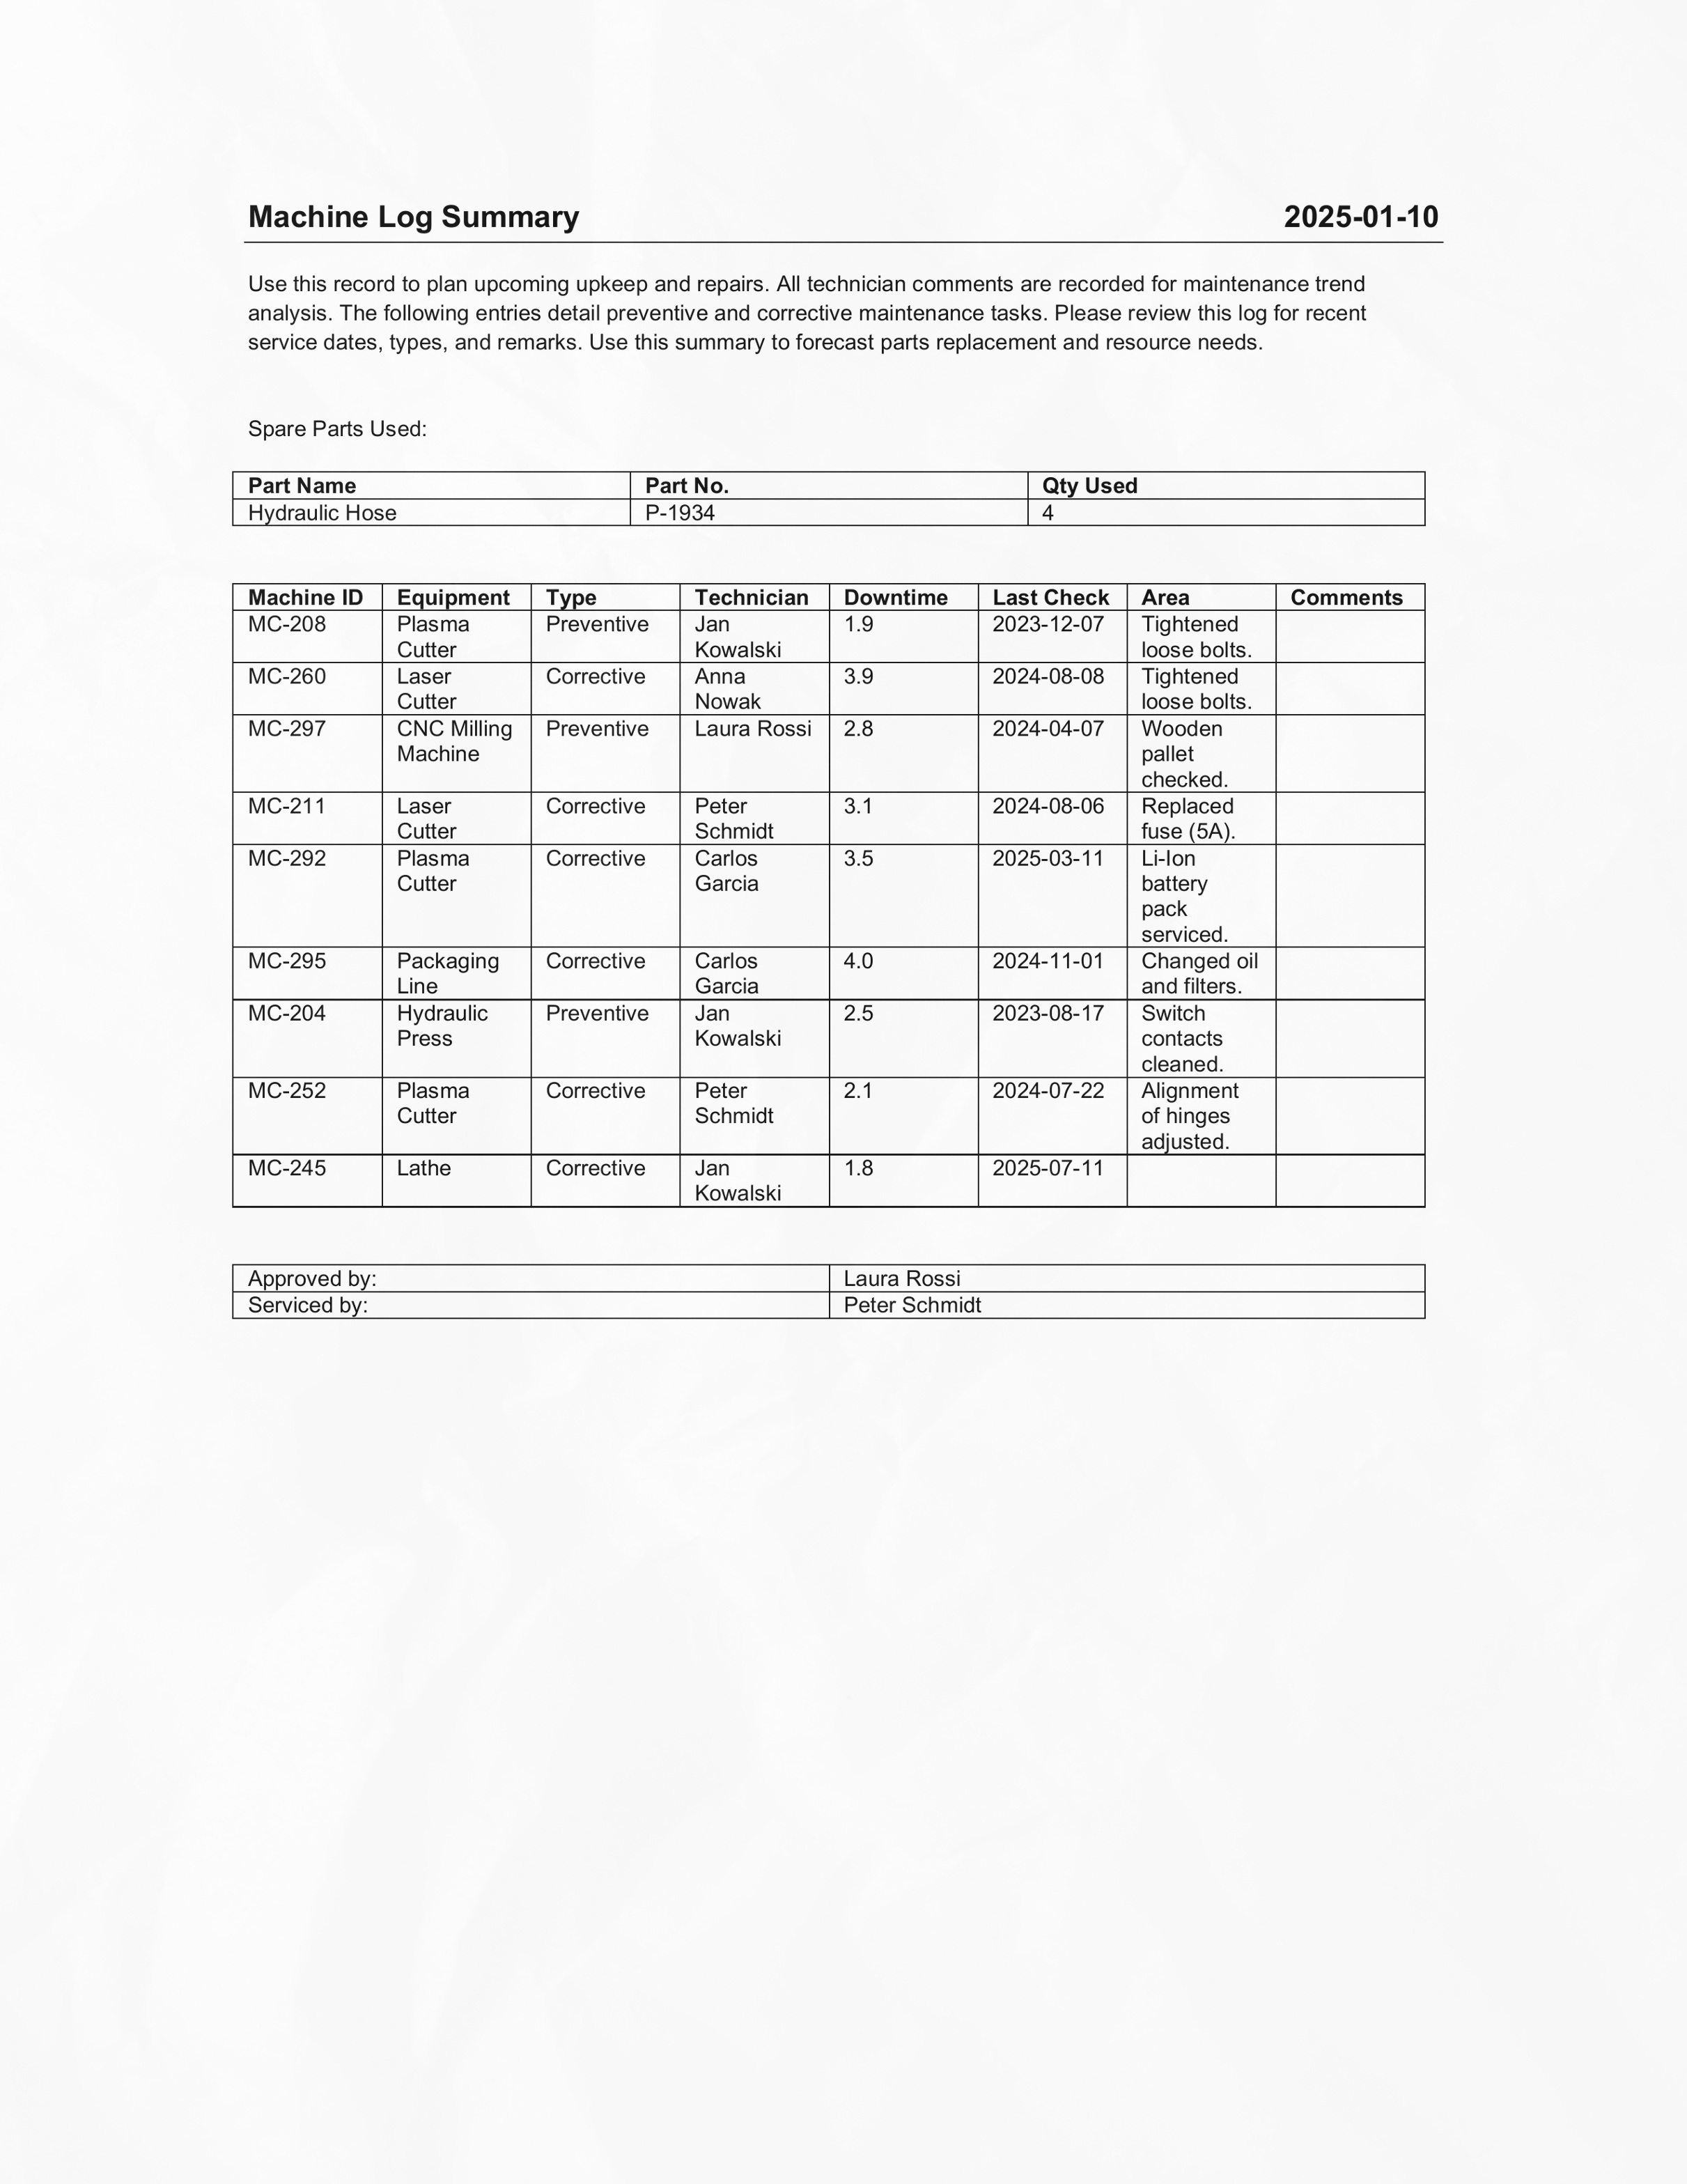 Machine Log Summary 2025-01-10
Use this record to plan upcoming upkeep and repairs. All technician comments are recorded for maintenance trend
analysis. The following entries detail preventive and corrective maintenance tasks. Please review this log for recent
service dates, types, and remarks. Use this summary to forecast parts replacement and resource needs.
Spare Parts Used:
Part Name Part No. Qty Used
Hydraulic Hose P-1934 4
Machine ID Equipment Type Technician Downtime Last Check Area Comments
MC-208 Plasma Preventive Jan 1.9 2023-12-07 Tightened
Cutter Kowalski loose bolts.
MC-260 Laser Corrective Anna 3.9 2024-08-08 Tightened
Cutter Nowak loose bolts.
MC-297 CNC Milling Preventive Laura Rossi 2.8 2024-04-07 Wooden
Machine pallet
checked.
MC-211 Laser Corrective Peter 3.1 2024-08-06 Replaced
Cutter Schmidt fuse (5A).
MC-292 Plasma Corrective Carlos 3.5 2025-03-11 Li-Ion
Cutter Garcia battery
pack
serviced.
MC-295 Packaging Corrective Carlos 4.0 2024-11-01 Changed oil
Line Garcia and filters.
MC-204 Hydraulic Preventive Jan 2.5 2023-08-17 Switch
Press Kowalski contacts
cleaned.
MC-252 Plasma Corrective Peter 2.1 2024-07-22 Alignment
Cutter Schmidt of hinges
adjusted.
MC-245 Lathe Corrective Jan 1.8 2025-07-11
Kowalski
Approved by: Laura Rossi
Serviced by: Peter Schmidt